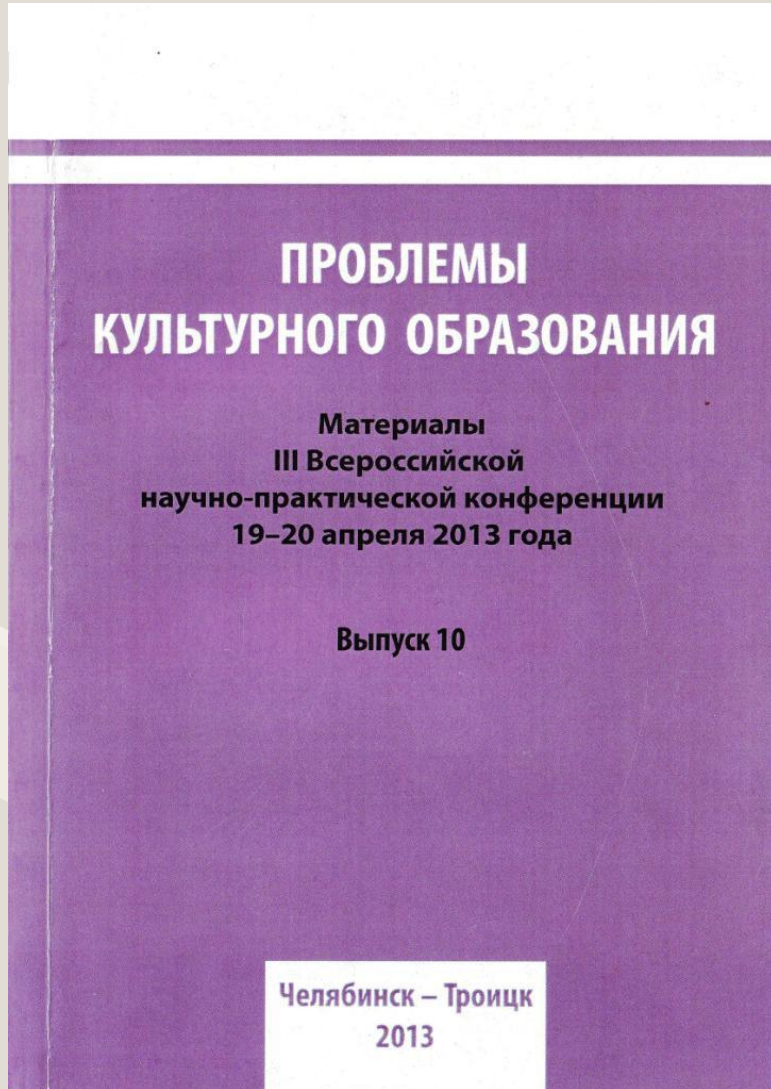 ПРОБЛЕМЫ
КУЛЬТУРНОГО ОБРАЗОВАНИЯ
Материалы
III Всероссийской
научно-практической конференции
19–20 апреля 2013 года
Выпуск 10
Челябинск – Троицк
2013